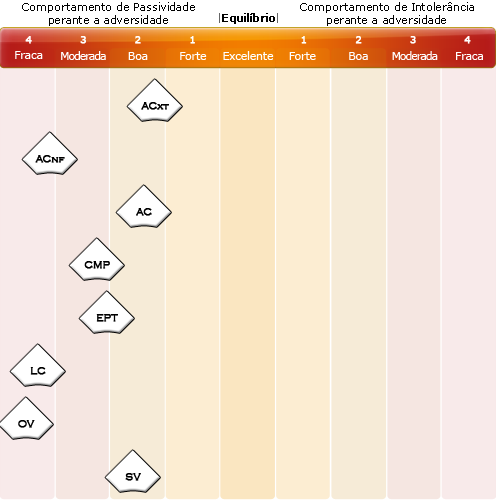 Comportamento de Passividade perante a adversidade
|Equilíbrio|
Comportamento de Intolerância perante a adversidade
4 3 2 1 1 2 3 4
Fraca Moderada Boa Forte Excelente Forte Boa Moderada Fraca
ACXT
ACNF
AC
CMP
EPT
LC
OV
SV